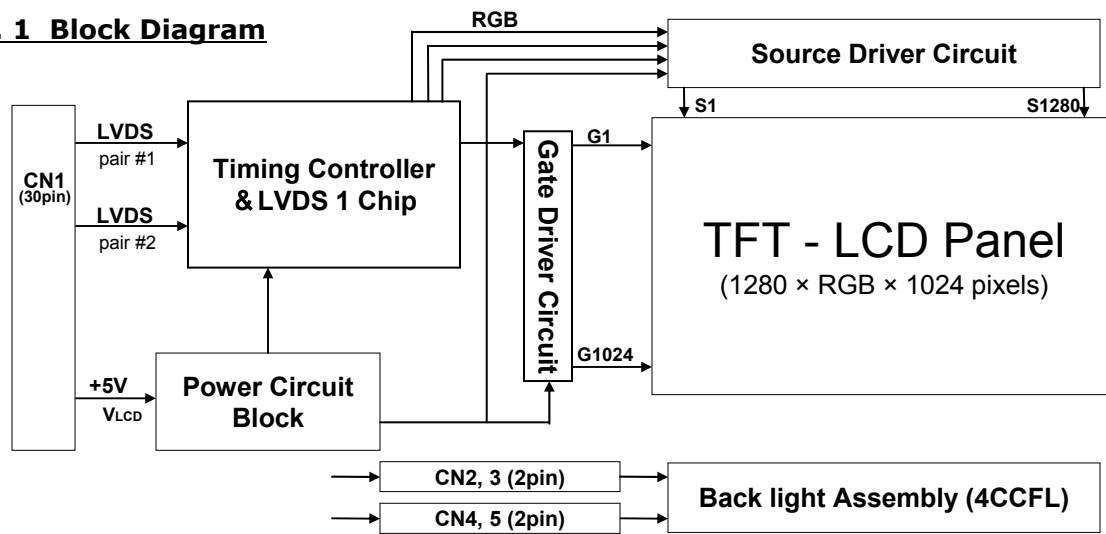 . 1 Block Diagram
RGB
Source Driver Circuit
S1
S1280
CN1
(30pin)
LVDS
pair #1
LVDS
pair #2
Timing Controller
& LVDS 1 Chip
Gate Driver Circuit
G1
G1024
TFT - LCD Panel
(1280 × RGB × 1024 pixels)
+5V
VLCD
Power Circuit
Block
CN2, 3 (2pin)
CN4, 5 (2pin)
Back light Assembly (4CCFL)